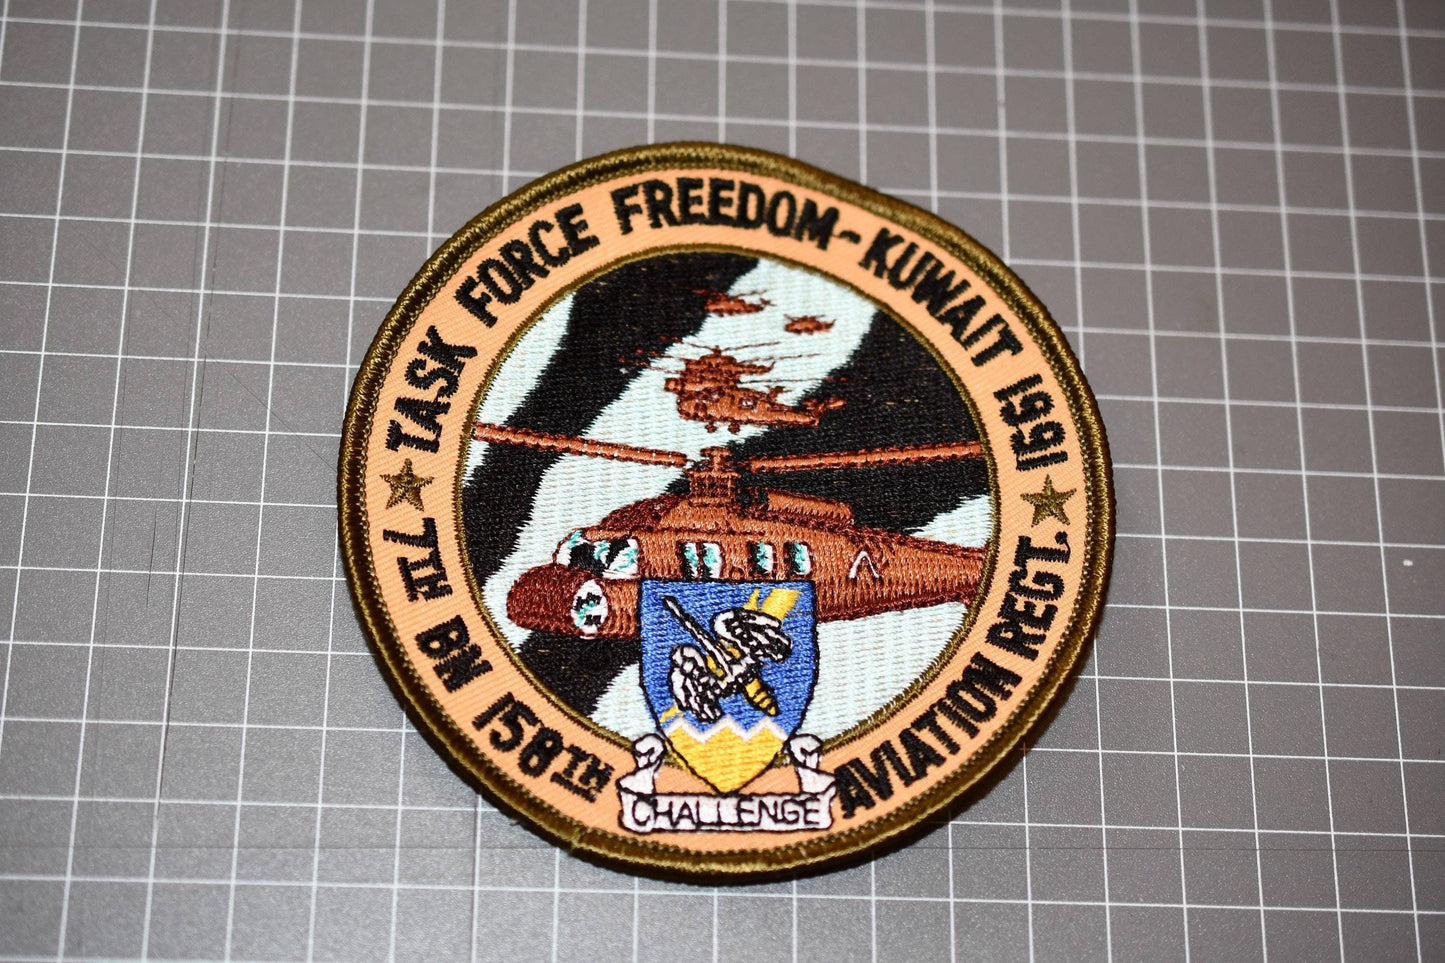 TASK FORCE FREEDOM - KUWAIT 1991
7TH BN 158TH AVIATION REGT.
CHALLENGE